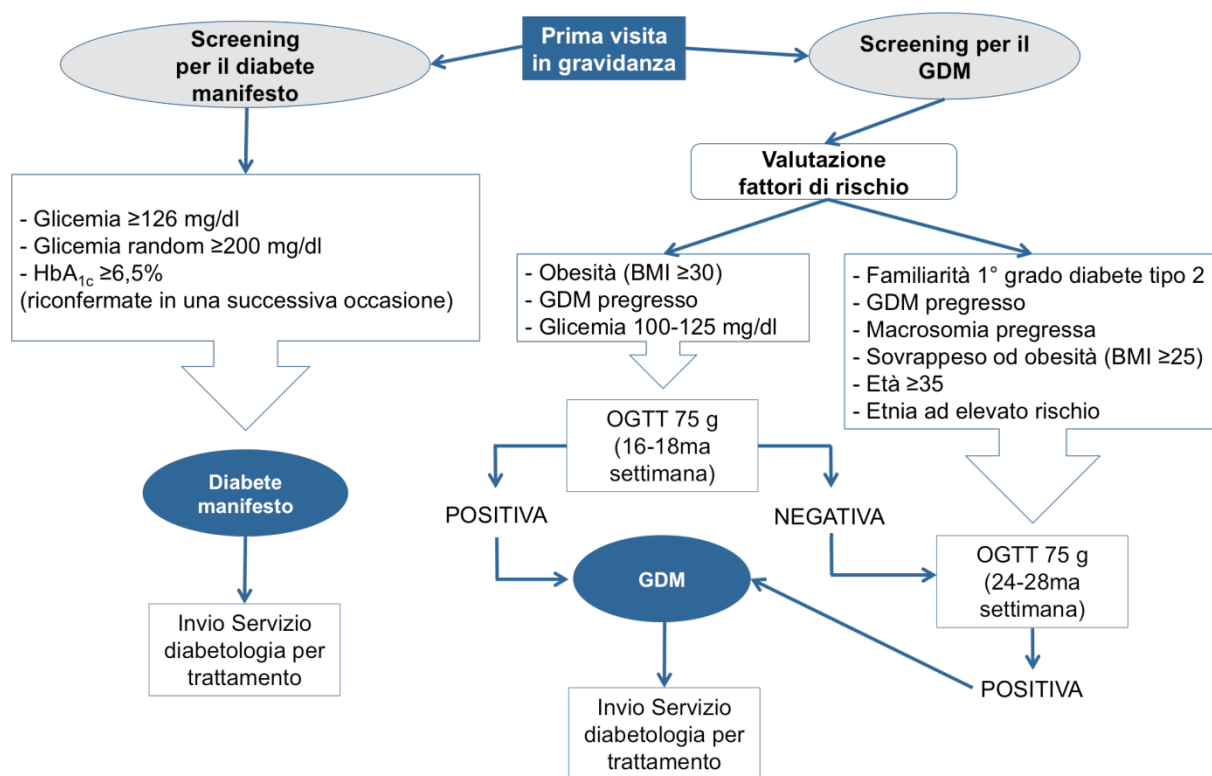 Prima visita
in gravidanza
Screening
per il diabete
manifesto
Screening per il
GDM
Valutazione
fattori di rischio
- Glicemia ≥126 mg/dl
- Glicemia random ≥200 mg/dl
- HbA1c ≥6,5%
(riconfermate in una successiva occasione)
- Obesità (BMI ≥30)
- GDM pregresso
- Glicemia 100-125 mg/dl
- Familiarità 1° grado diabete tipo 2
- GDM pregresso
- Macrosomia pregressa
- Sovrappeso od obesità (BMI ≥25)
- Età ≥35
- Etnia ad elevato rischio
OGTT 75 g
(16-18ma
settimana)
Diabete
manifesto
POSITIVA
NEGATIVA
GDM
OGTT 75 g
(24-28ma
settimana)
Invio Servizio
diabetologia per
trattamento
POSITIVA
Invio Servizio
diabetologia per
trattamento